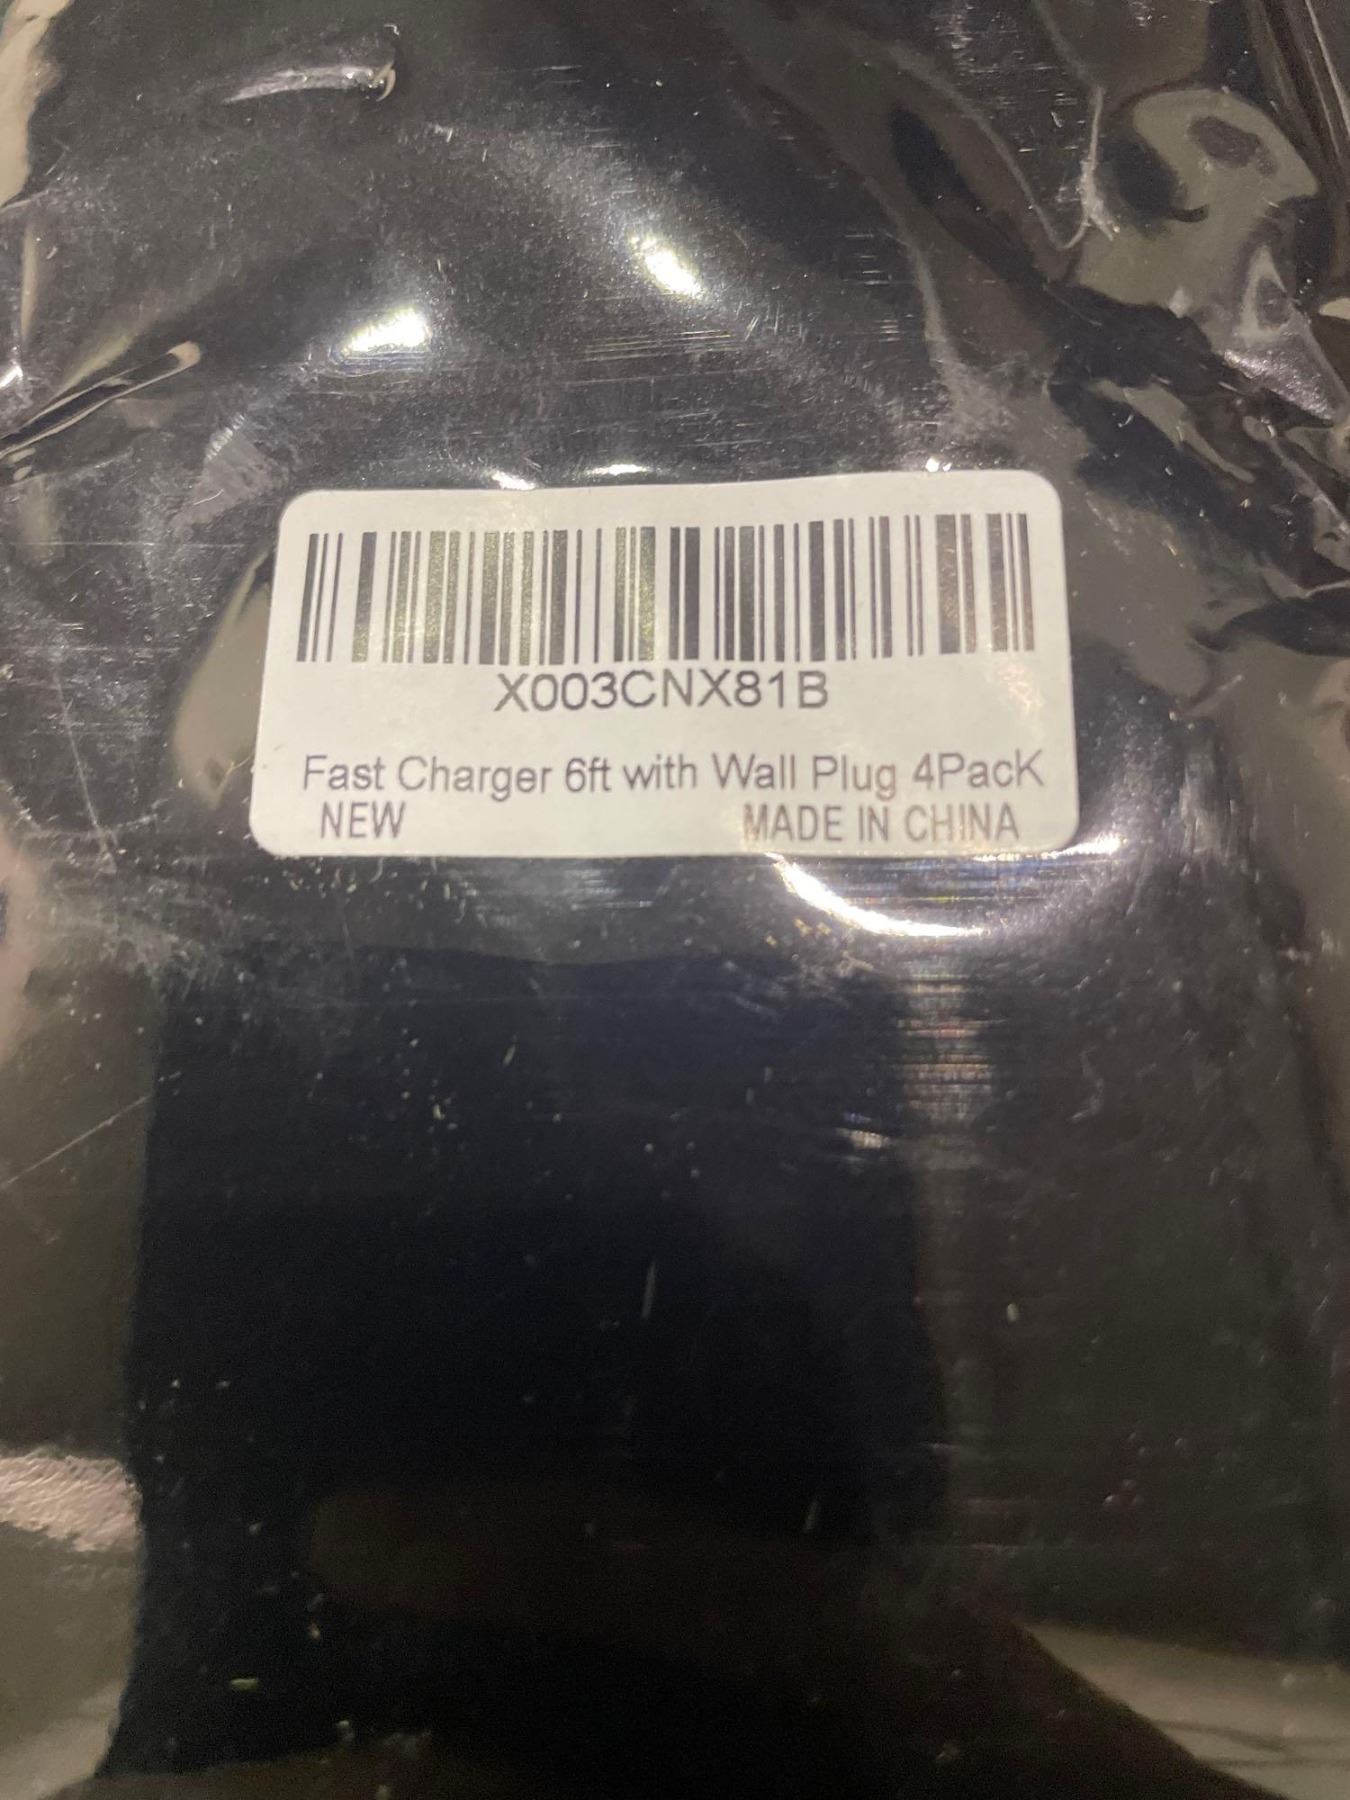 X003CNX81B
Fast Charger 6ft with Wall Plug 4PacK
NEW MADE IN CHINA